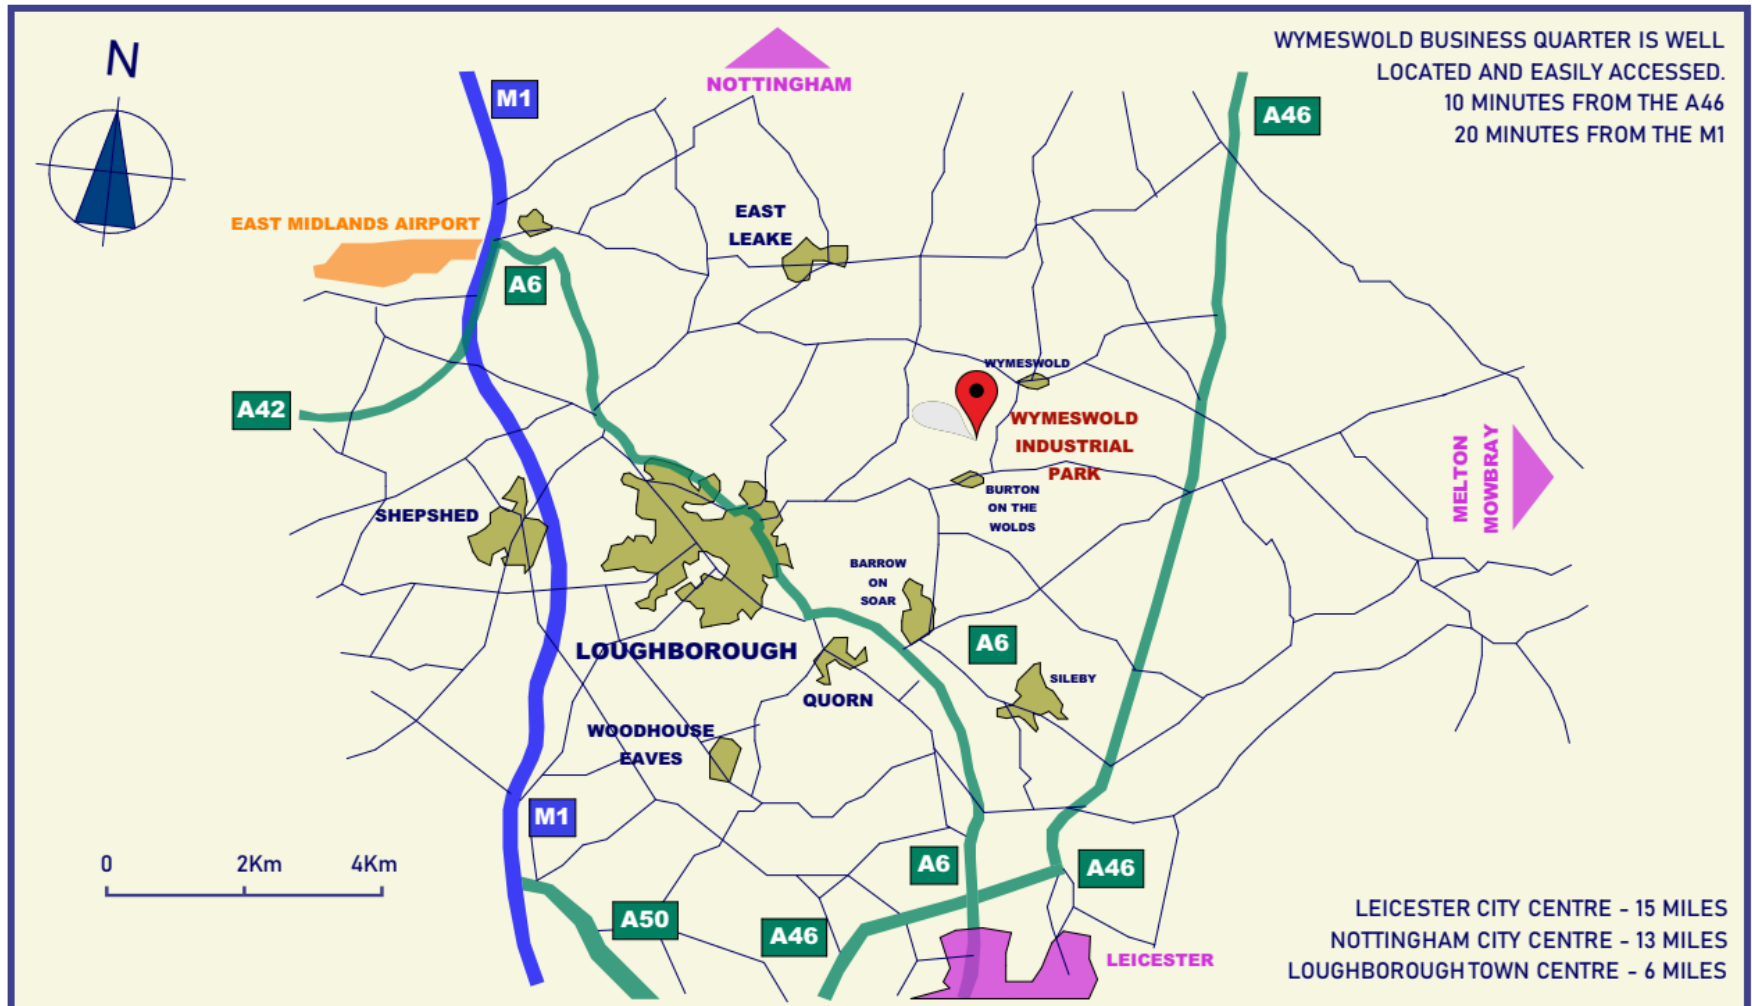 N
M1
NOTTINGHAM
WYMESWOLD BUSINESS QUARTER IS WELL
LOCATED AND EASILY ACCESSED.
10 MINUTES FROM THE A46
20 MINUTES FROM THE M1
A46
EAST MIDLANDS AIRPORT
EAST
LEAKE
A6
WYMESWOLD
A42
WYMESWOLD
INDUSTRIAL
PARK
MELTON
MOWBRAY
SHEPSHED
BURTON
ON THE
WOLDS
BARROW
ON
SOAR
LOUGHBOROUGH
A6
SILEBY
QUORN
WOODHOUSE
EAVES
M1
0 2Km 4Km
A6
A46
A50
A46
LEICESTER
LEICESTER CITY CENTRE - 15 MILES
NOTTINGHAM CITY CENTRE - 13 MILES
LOUGHBOROUGH TOWN CENTRE - 6 MILES